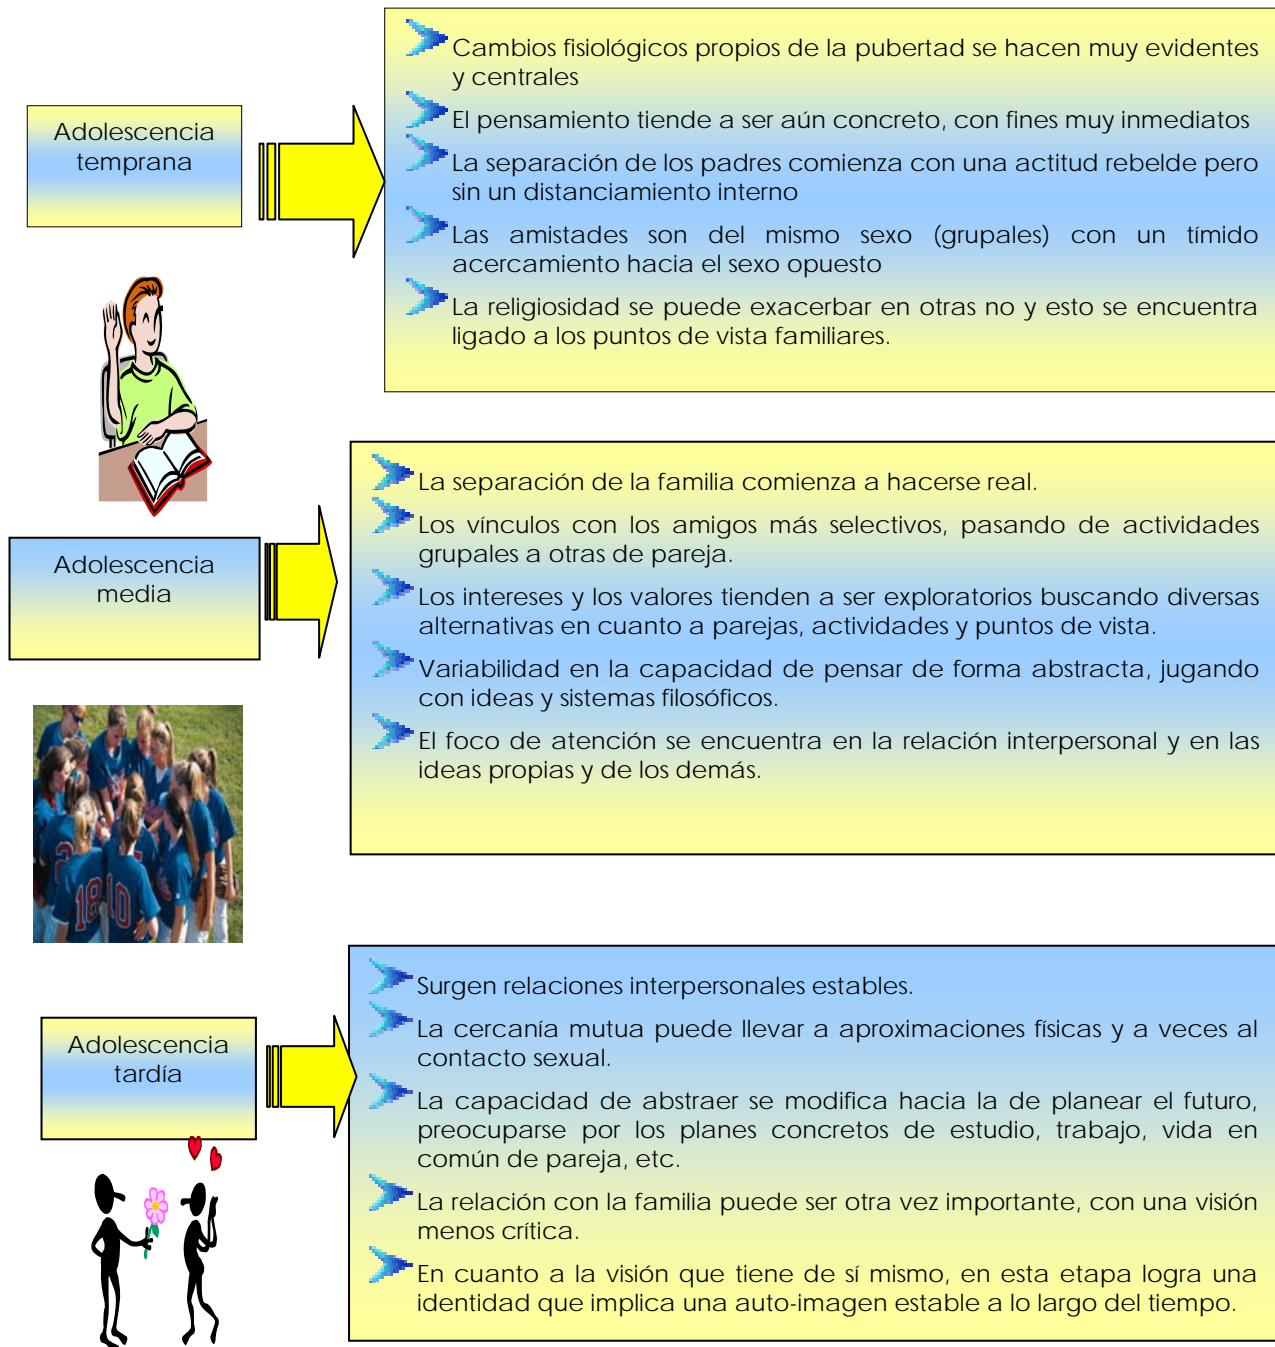 Adolescencia
temprana
Cambios fisiológicos propios de la pubertad se hacen muy evidentes
y centrales
El pensamiento tiende a ser aún concreto, con fines muy inmediatos
La separación de los padres comienza con una actitud rebelde pero
sin un distanciamiento interno
Las amistades son del mismo sexo (grupales) con un tímido
acercamiento hacia el sexo opuesto
La religiosidad se puede exacerbar en otras no y esto se encuentra
ligado a los puntos de vista familiares.
Adolescencia
media
La separación de la familia comienza a hacerse real.
Los vínculos con los amigos más selectivos, pasando de actividades
grupales a otras de pareja.
Los intereses y los valores tienden a ser exploratorios buscando diversas
alternativas en cuanto a parejas, actividades y puntos de vista.
Variabilidad en la capacidad de pensar de forma abstracta, jugando
con ideas y sistemas filosóficos.
El foco de atención se encuentra en la relación interpersonal y en las
ideas propias y de los demás.
18
10
Adolescencia
tardía
Surgen relaciones interpersonales estables.
La cercanía mutua puede llevar a aproximaciones físicas y a veces al
contacto sexual.
La capacidad de abstraer se modifica hacia la de planear el futuro,
preocuparse por los planes concretos de estudio, trabajo, vida en
común de pareja, etc.
La relación con la familia puede ser otra vez importante, con una visión
menos crítica.
En cuanto a la visión que tiene de sí mismo, en esta etapa logra una
identidad que implica una auto-imagen estable a lo largo del tiempo.